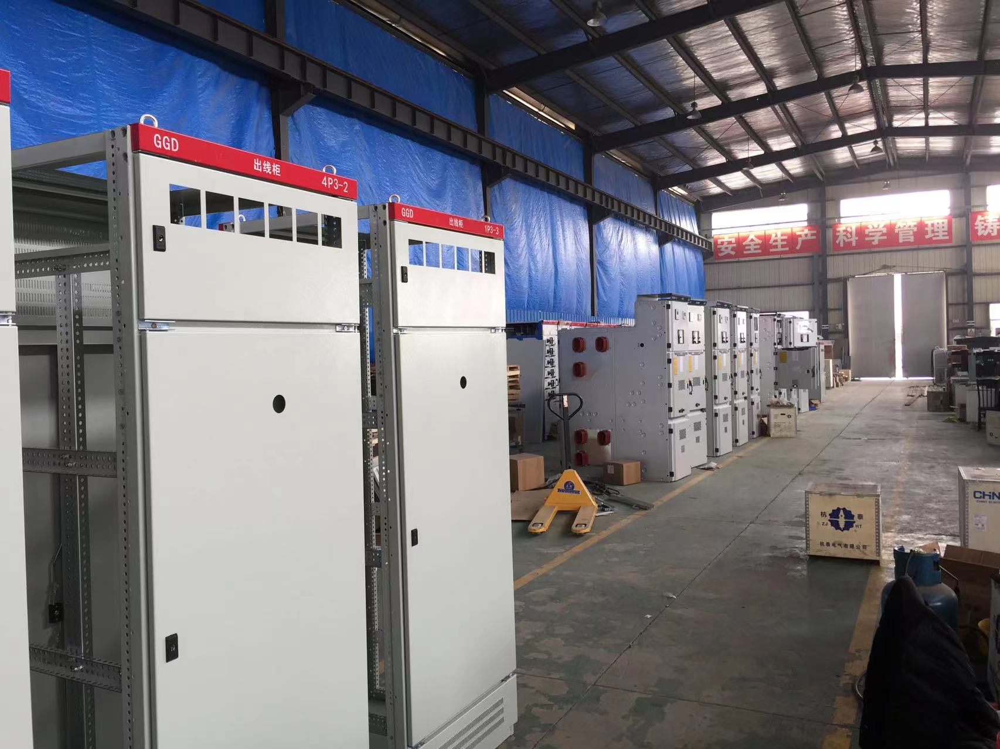 GGD
出线柜
4P3-2
GGD
出线柜
1P3-3
安全生产
科学管理
铸
杭 泰
ZJ HT
杭泰电气有限公司
CHN